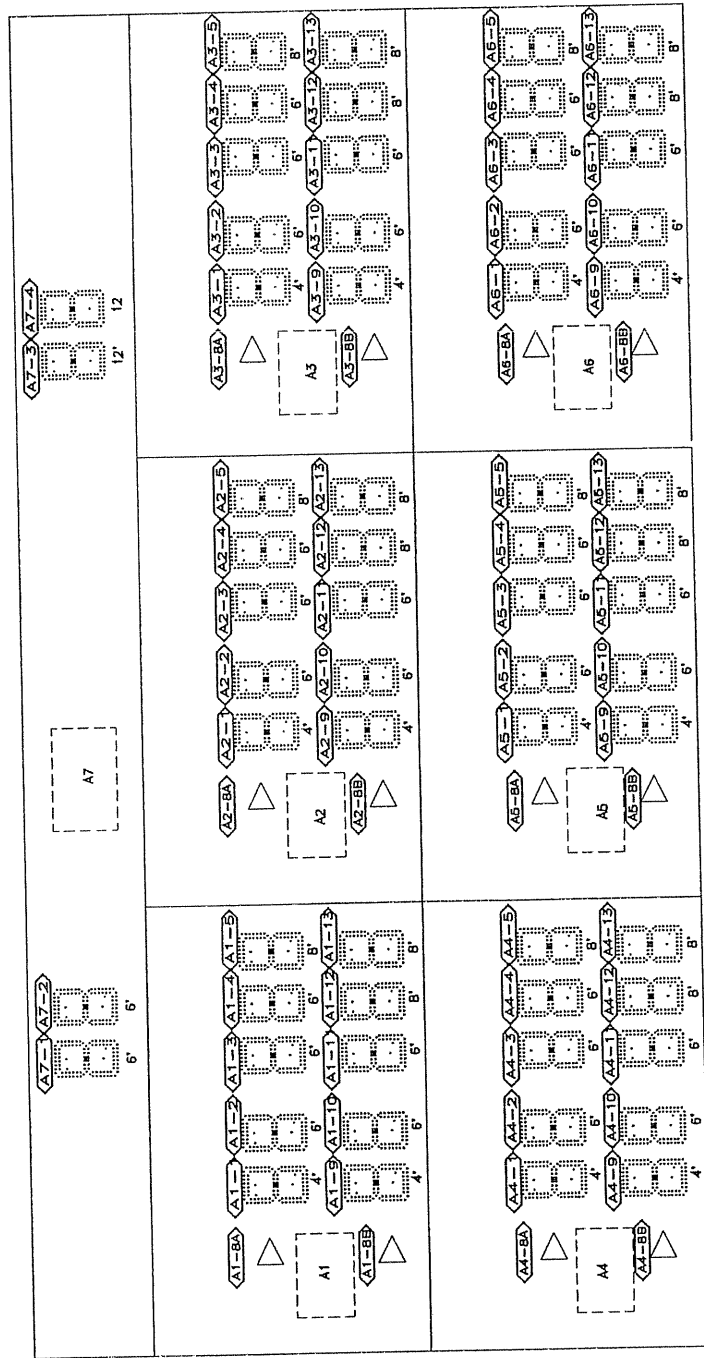 A7-1 A7-2
6' 6'
A7
A7-3 A7-4
12' 12
A1-8A A1-1 A1-2 A1-3 A1-4 A1-5
4' 6' 6' 6' 8'
A1
A1-8B A1-9 A1-10 A1-11 A1-12 A1-13
4' 6' 6' 8' 8'
A2-8A A2-1 A2-2 A2-3 A2-4 A2-5
4' 6' 6' 6' 8'
A2
A2-8B A2-9 A2-10 A2-11 A2-12 A2-13
4' 6' 6' 8' 8'
A3-8A A3-1 A3-2 A3-3 A3-4 A3-5
4' 6' 6' 6' 8'
A3
A3-8B A3-9 A3-10 A3-11 A3-12 A3-13
4' 6' 6' 8' 8'
A4-8A A4-1 A4-2 A4-3 A4-4 A4-5
4' 6' 6' 6' 8'
A4
A4-8B A4-9 A4-10 A4-11 A4-12 A4-13
4' 6' 6' 8' 8'
A5-8A A5-1 A5-2 A5-3 A5-4 A5-5
4' 6' 6' 6' 8'
A5
A5-8B A5-9 A5-10 A5-11 A5-12 A5-13
4' 6' 6' 8' 8'
A6-8A A6-1 A6-2 A6-3 A6-4 A6-5
4' 6' 6' 6' 8'
A6
A6-8B A6-9 A6-10 A6-11 A6-12 A6-13
4' 6' 6' 8' 8'